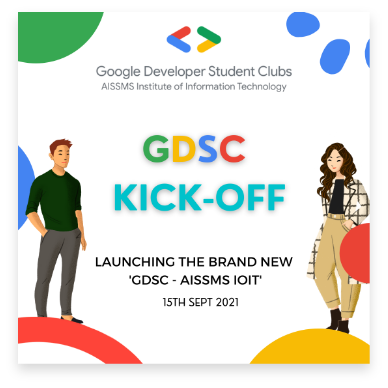 Google Developer Student Clubs
AISSMS Institute of Information Technology
GDSC
KICK-OFF
LAUNCHING THE BRAND NEW
'GDSC - AISSMS IOIT'
15TH SEPT 2021